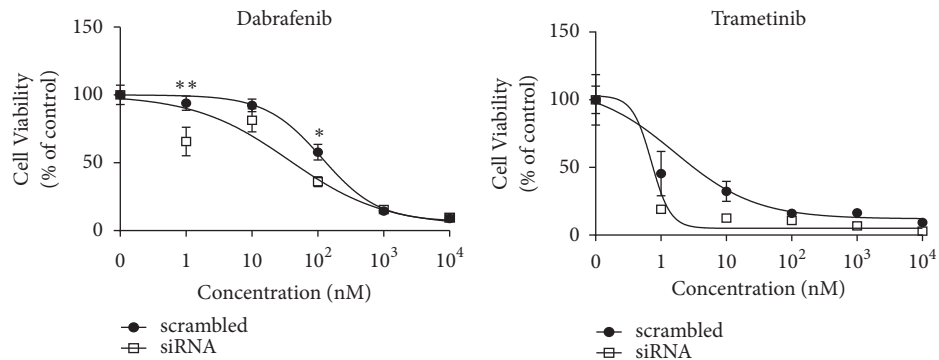 Dabrafenib
150
100
50
0
Cell Viability
(% of control)
**
*
0 1 10 10² 10³ 10⁴
Concentration (nM)
scrambled
siRNA
Trametinib
150
100
50
0
Cell Viability
(% of control)
0 1 10 10² 10³ 10⁴
Concentration (nM)
scrambled
siRNA